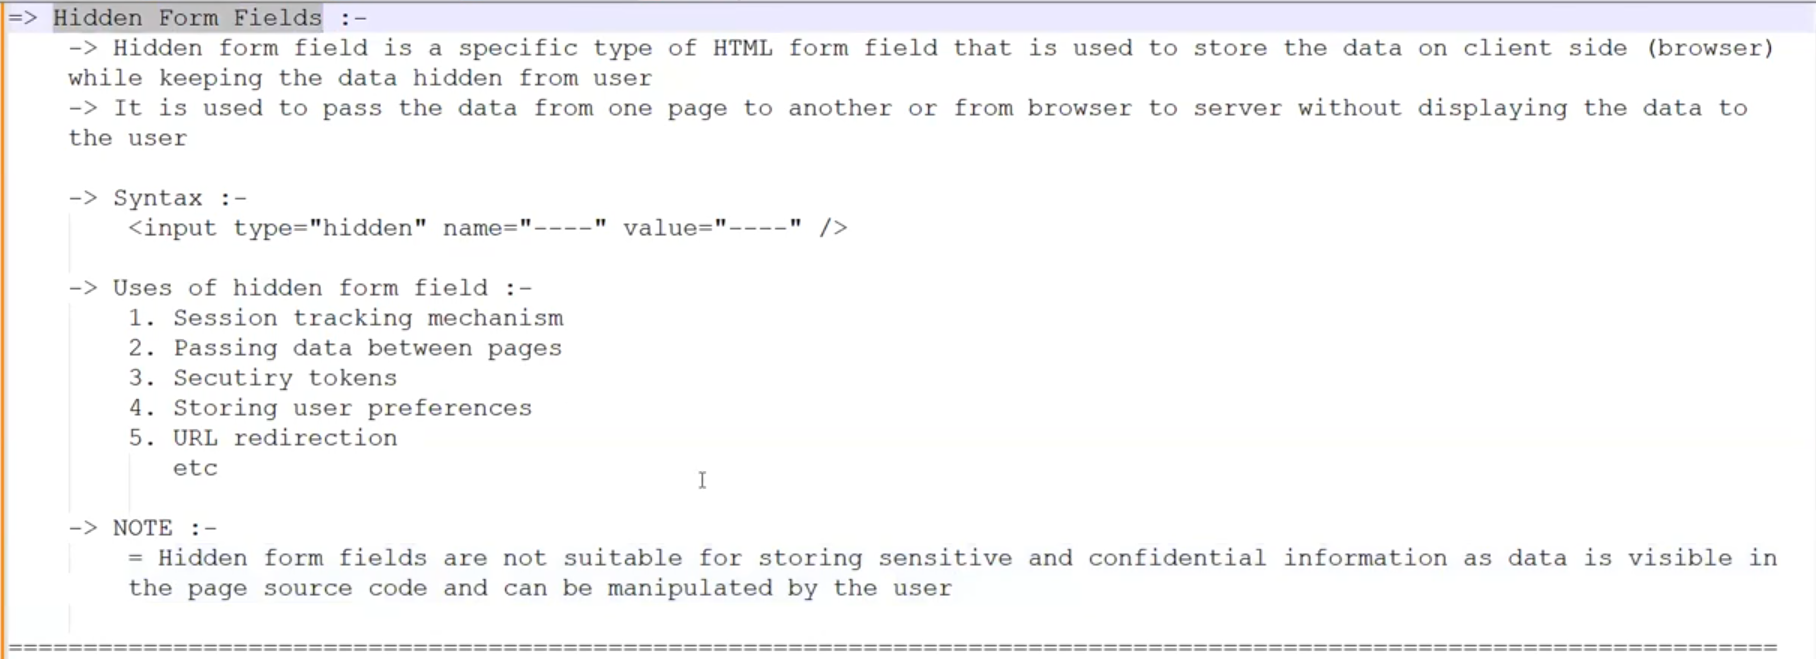 => Hidden Form Fields :-
-> Hidden form field is a specific type of HTML form field that is used to store the data on client side (browser)
while keeping the data hidden from user
-> It is used to pass the data from one page to another or from browser to server without displaying the data to
the user
-> Syntax :-
<input type="hidden" name="----" value="----" />
-> Uses of hidden form field :-
1. Session tracking mechanism
2. Passing data between pages
3. Secutiry tokens
4. Storing user preferences
5. URL redirection
etc
-> NOTE :-
= Hidden form fields are not suitable for storing sensitive and confidential information as data is visible in
the page source code and can be manipulated by the user
======================================================================================================================